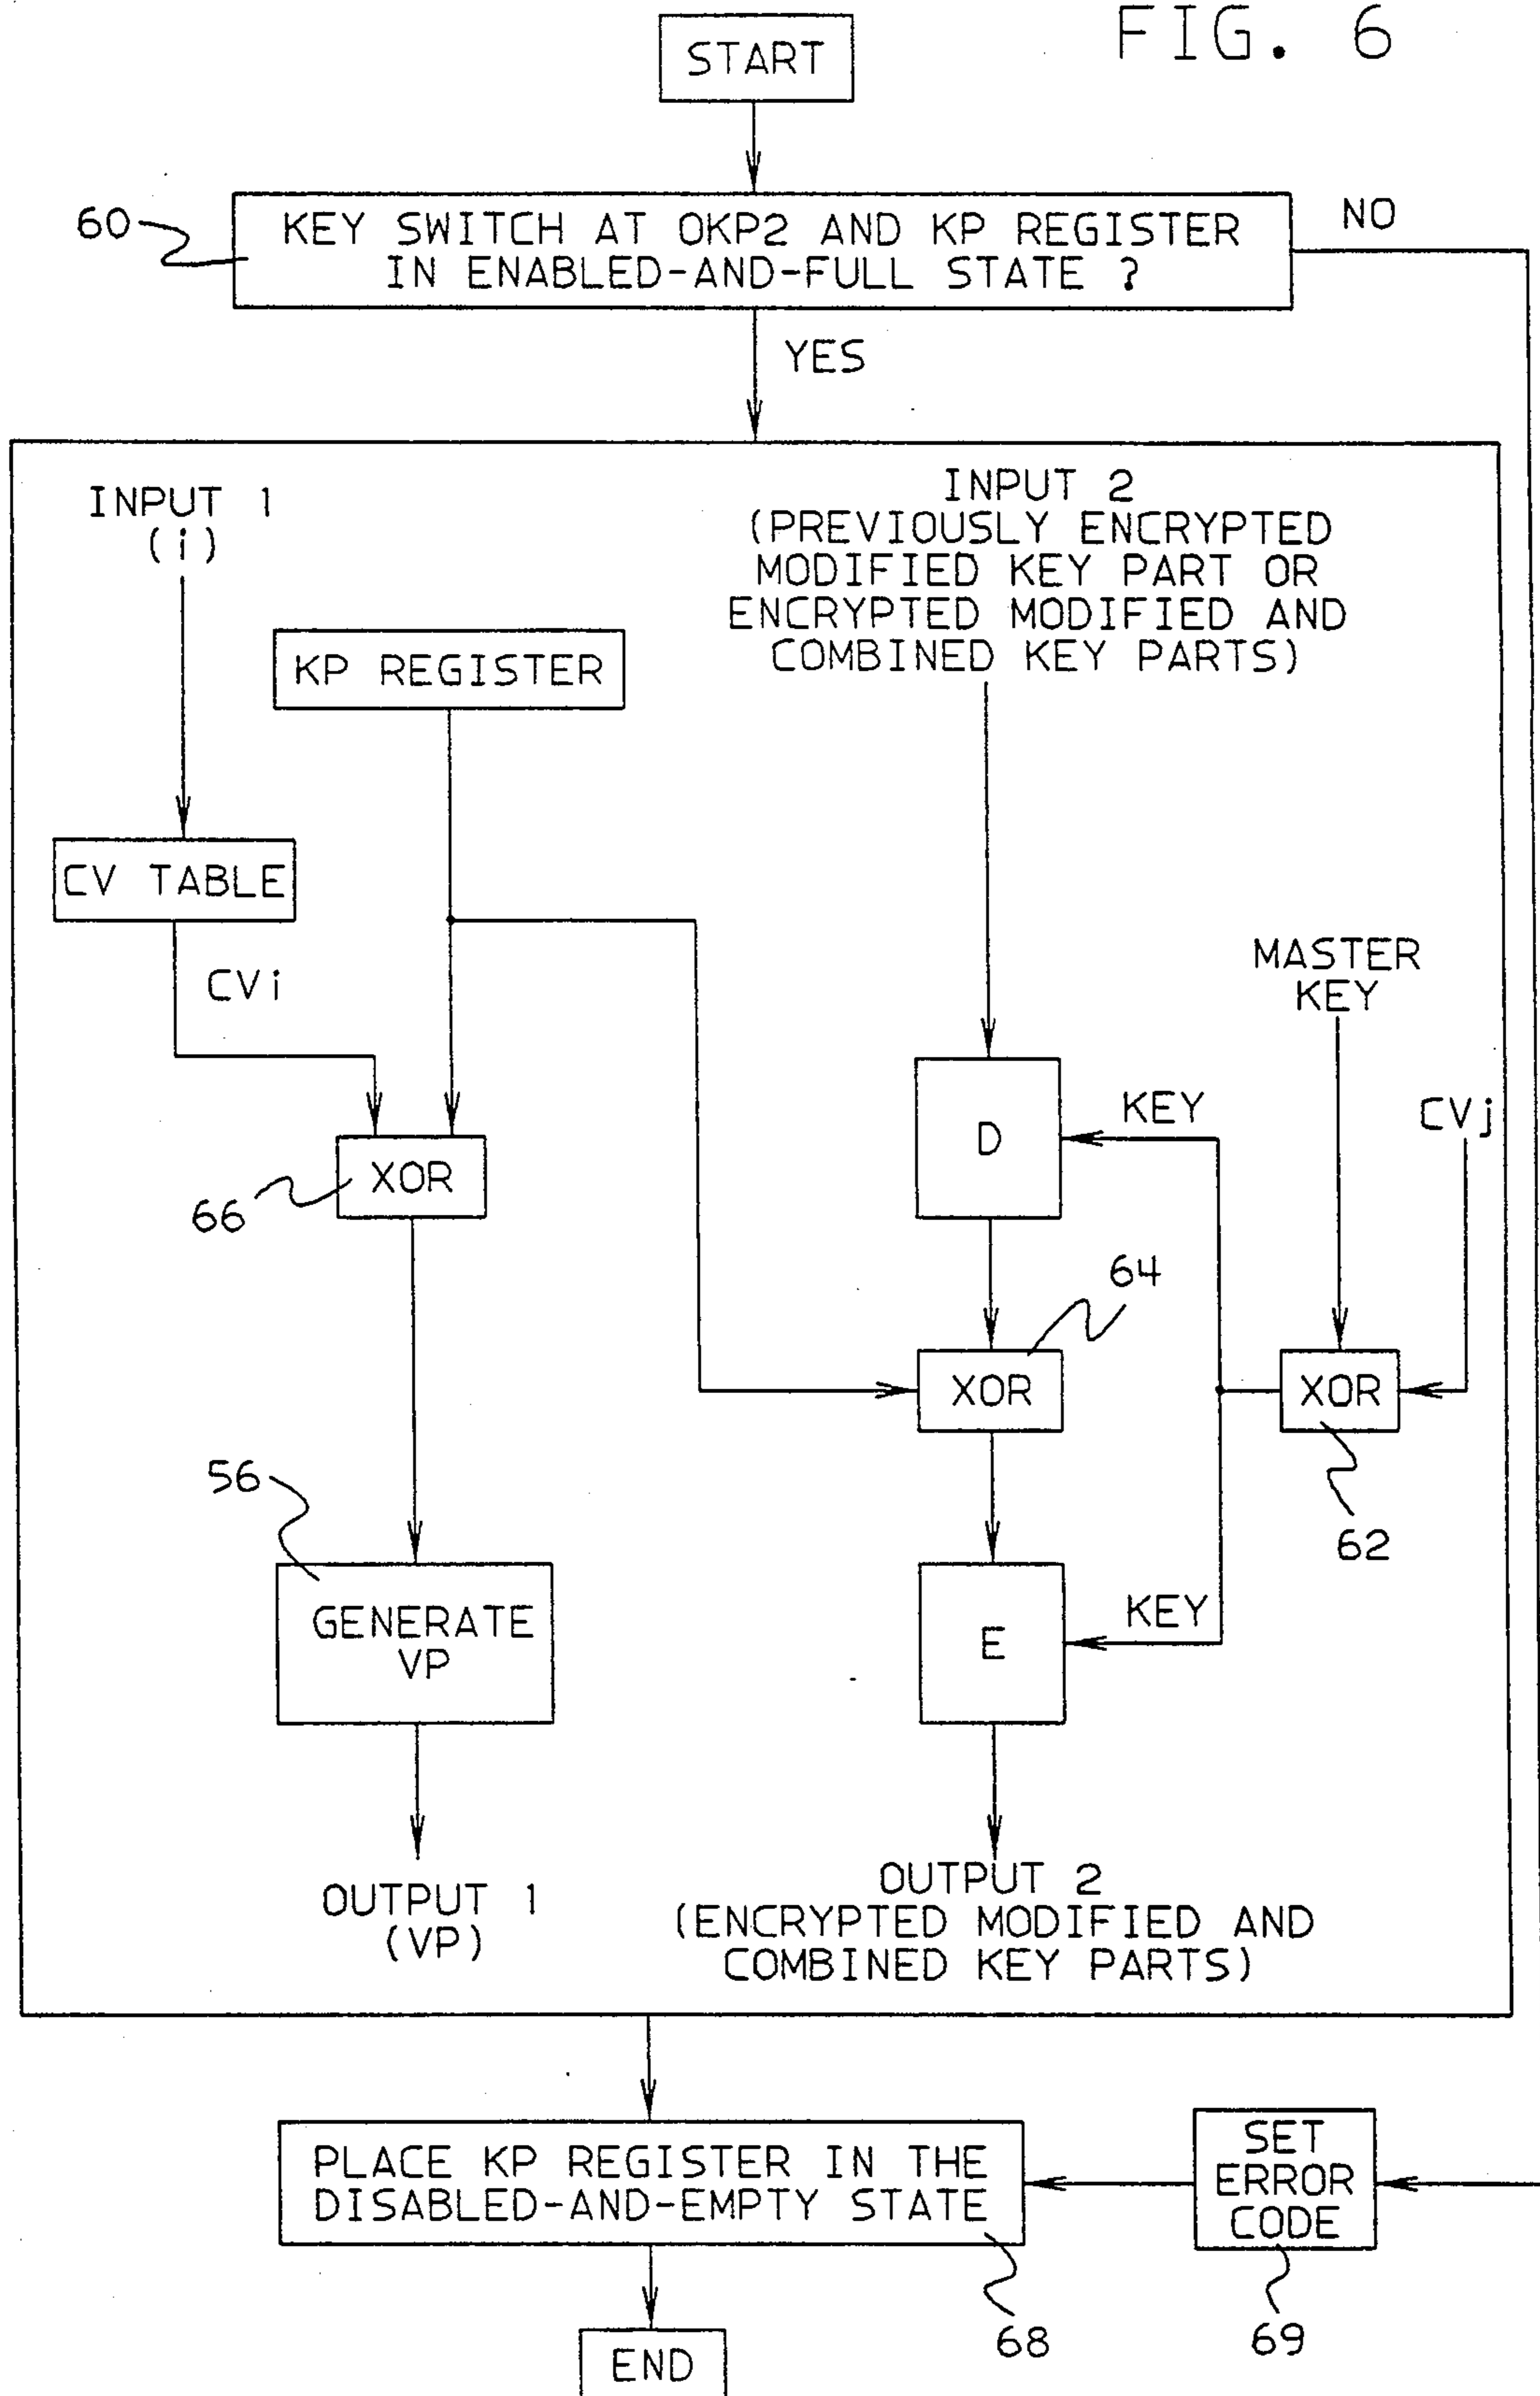 FIG. 6
START
60
KEY SWITCH AT OKP2 AND KP REGISTER
IN ENABLED-AND-FULL STATE ?
NO
YES
INPUT 1
(i)
INPUT 2
(PREVIOUSLY ENCRYPTED
MODIFIED KEY PART OR
ENCRYPTED MODIFIED AND
COMBINED KEY PARTS)
KP REGISTER
CV TABLE
CVi
MASTER
KEY
CVj
D
KEY
XOR
66
64
XOR
XOR
62
56
GENERATE
VP
E
KEY
OUTPUT 1
(VP)
OUTPUT 2
(ENCRYPTED MODIFIED AND
COMBINED KEY PARTS)
PLACE KP REGISTER IN THE
DISABLED-AND-EMPTY STATE
68
SET
ERROR
CODE
69
END